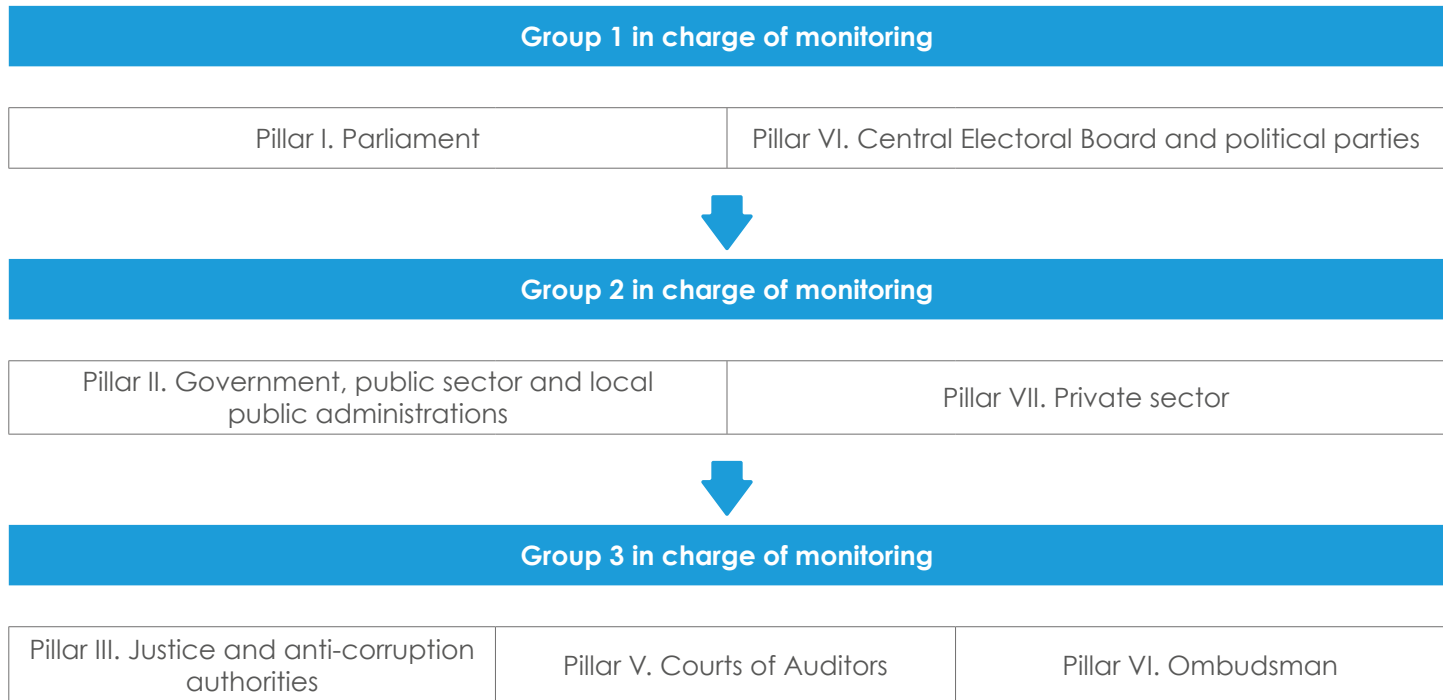 Group 1 in charge of monitoring
Pillar I. Parliament
Pillar VI. Central Electoral Board and political parties
Group 2 in charge of monitoring
Pillar II. Government, public sector and local
public administrations
Pillar VII. Private sector
Group 3 in charge of monitoring
Pillar III. Justice and anti-corruption
authorities
Pillar V. Courts of Auditors
Pillar VI. Ombudsman